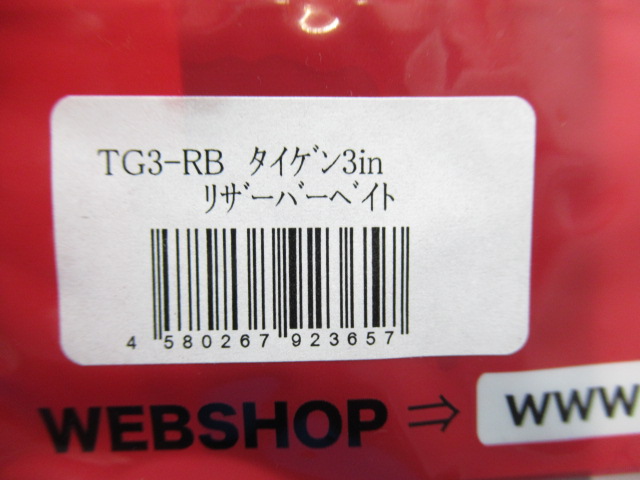 TG3-RB ﾀｲｹﾞﾝ3in
ﾘｻﾞｰﾊﾞｰﾍﾞｲﾄ
4 580267 923657
WEBSHOP ⇒ www